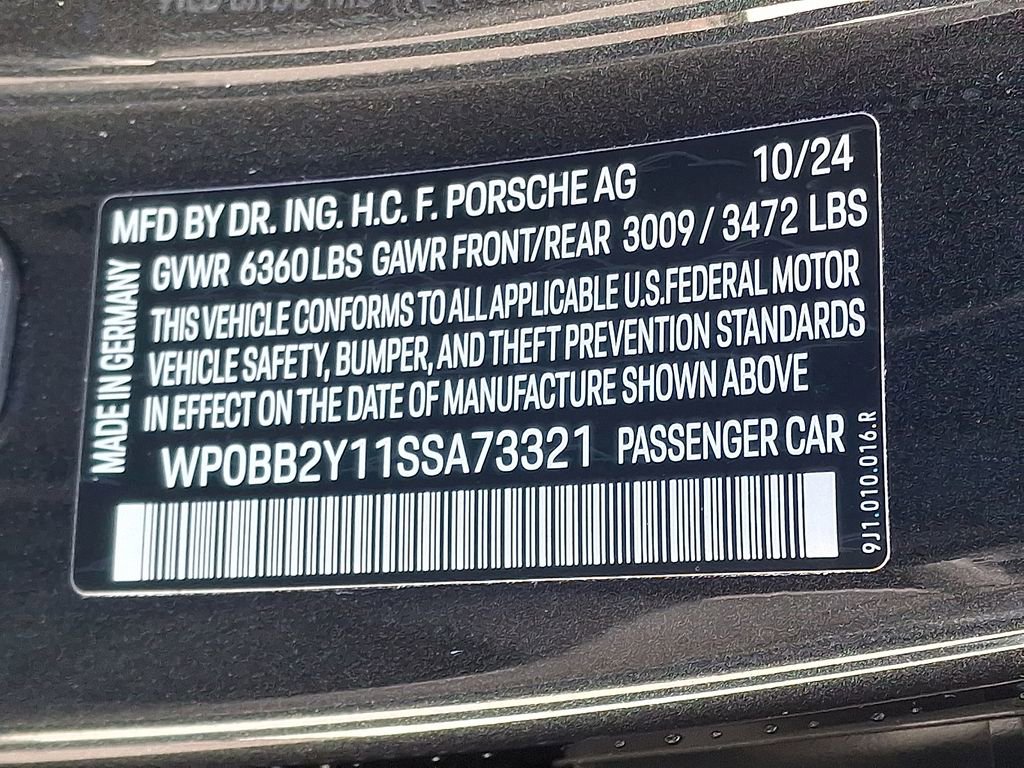 MFD BY DR. ING. H.C. F. PORSCHE AG 10/24
GVWR 6360 LBS GAWR FRONT/REAR 3009 / 3472 LBS
THIS VEHICLE CONFORMS TO ALL APPLICABLE U.S. FEDERAL MOTOR
VEHICLE SAFETY, BUMPER, AND THEFT PREVENTION STANDARDS
IN EFFECT ON THE DATE OF MANUFACTURE SHOWN ABOVE
WP0BB2Y11SSA73321 PASSENGER CAR
MADE IN GERMANY
9J1.010.016.R